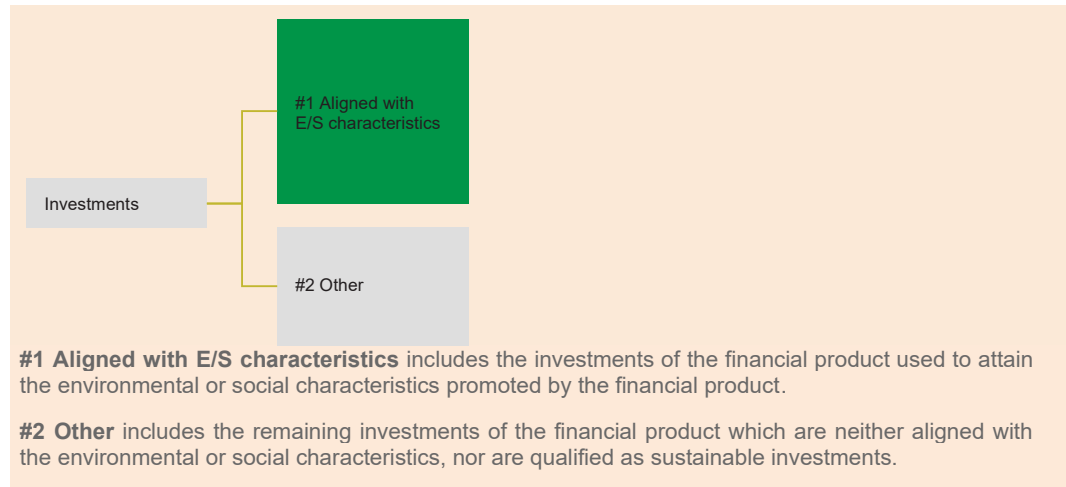 #1 Aligned with
E/S characteristics
Investments
#2 Other
#1 Aligned with E/S characteristics includes the investments of the financial product used to attain
the environmental or social characteristics promoted by the financial product.
#2 Other includes the remaining investments of the financial product which are neither aligned with
the environmental or social characteristics, nor are qualified as sustainable investments.